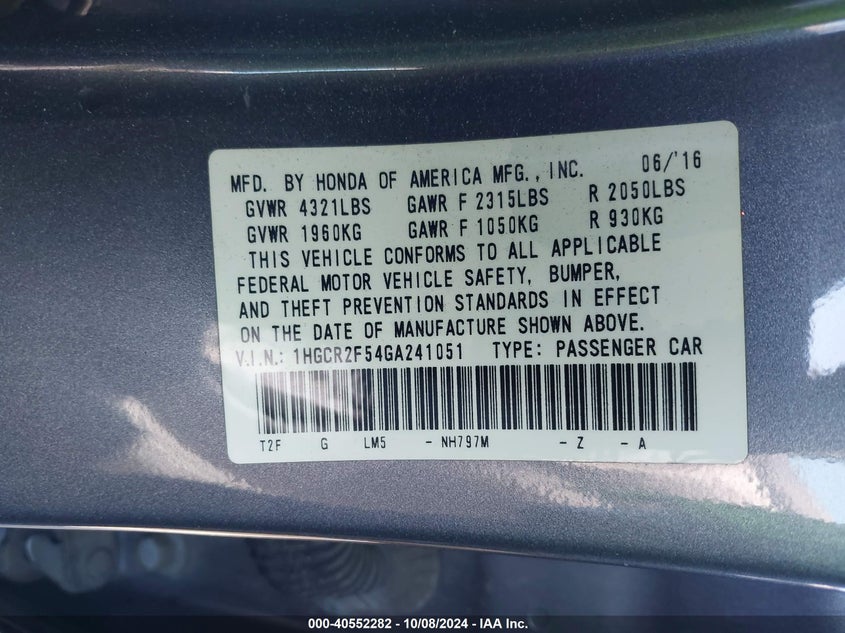 MFD. BY HONDA OF AMERICA MFG., INC. 06/'16
GVWR 4321LBS GAWR F 2315LBS R 2050LBS
GVWR 1960KG GAWR F 1050KG R 930KG
THIS VEHICLE CONFORMS TO ALL APPLICABLE
FEDERAL MOTOR VEHICLE SAFETY, BUMPER,
AND THEFT PREVENTION STANDARDS IN EFFECT
ON THE DATE OF MANUFACTURE SHOWN ABOVE.
V.I.N.: 1HGCR2F54GA241051 TYPE: PASSENGER CAR
T2F G LM5 - NH797M - Z - A
000-40552282 - 10/08/2024 - IAA Inc.